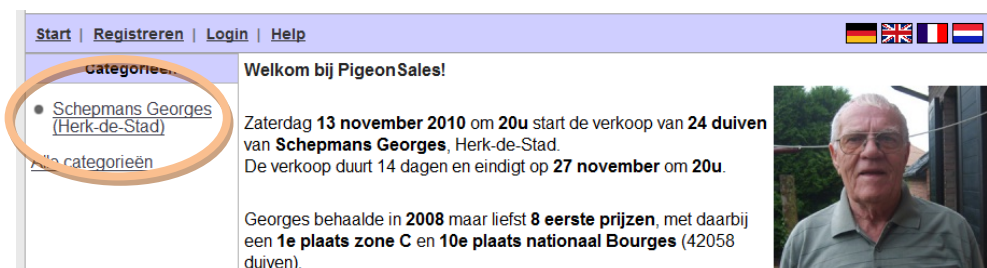 Start | Registreren | Login | Help
Categorieën
Schepmans Georges
(Herk-de-Stad)
Alle categorieën
Welkom bij PigeonSales!
Zaterdag 13 november 2010 om 20u start de verkoop van 24 duiven
van Schepmans Georges, Herk-de-Stad.
De verkoop duurt 14 dagen en eindigt op 27 november om 20u.
Georges behaalde in 2008 maar liefst 8 eerste prijzen, met daarbij
een 1e plaats zone C en 10e plaats nationaal Bourges (42058
duiven).